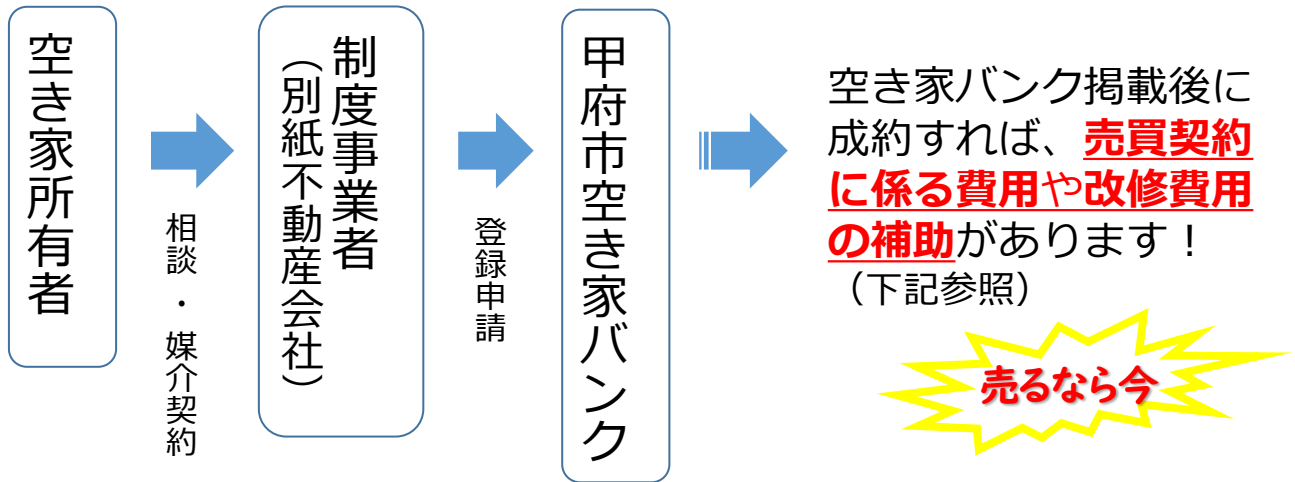 空き家所有者
相談・媒介契約
制度事業者
（別紙不動産会社）
登録申請
甲府市空き家バンク
空き家バンク掲載後に
成約すれば、売買契約
に係る費用や改修費用
の補助があります！
（下記参照）
売るなら今